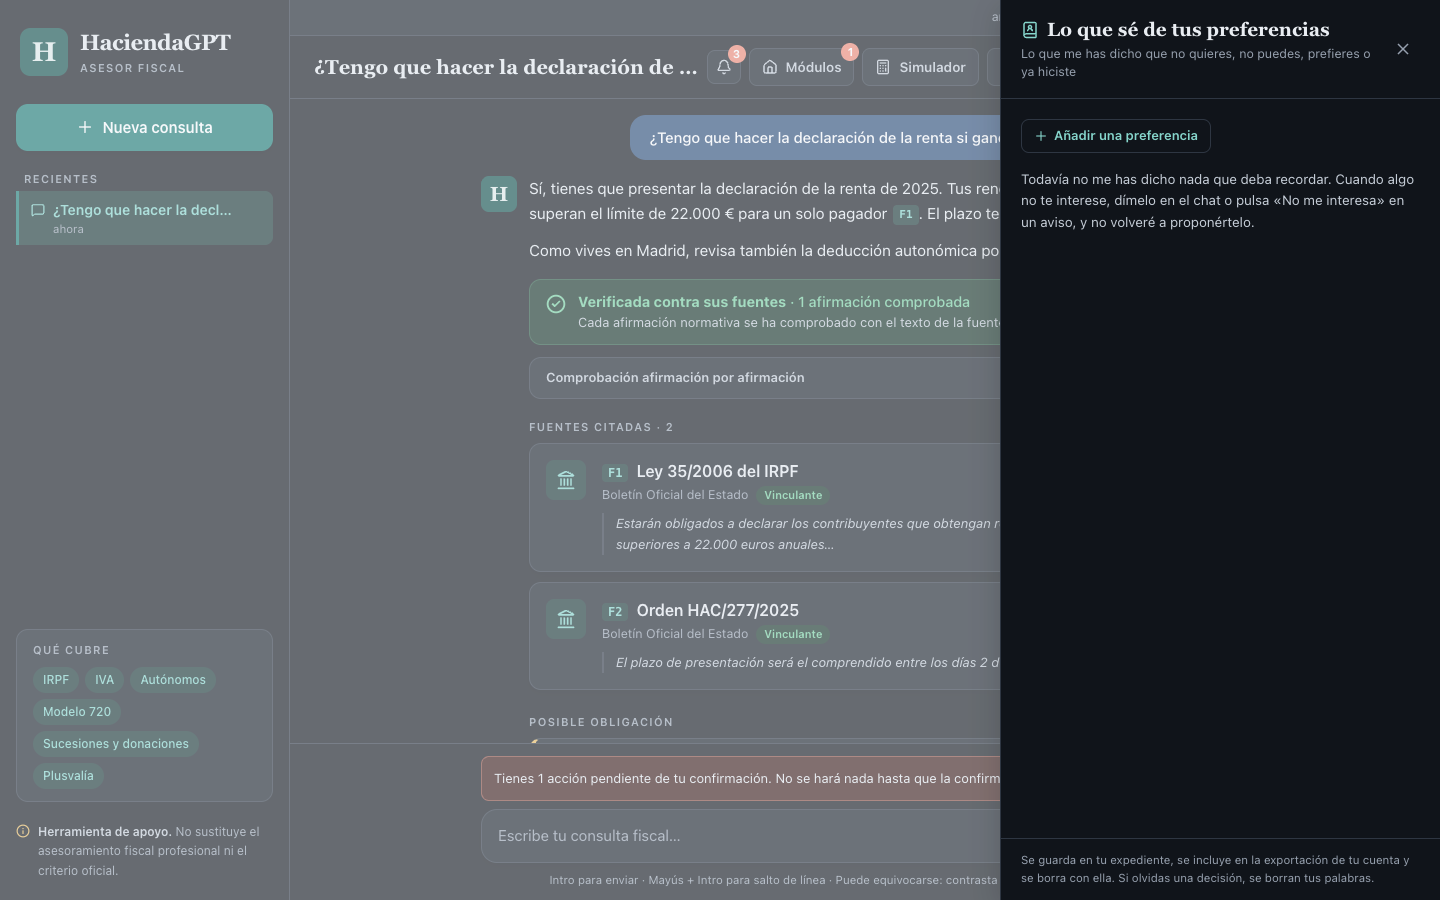 H
HaciendaGPT
ASESOR FISCAL
Nueva consulta
RECIENTES
¿Tengo que hacer la decl...
ahora
QUÉ CUBRE
IRPF
IVA
Autónomos
Modelo 720
Sucesiones y donaciones
Plusvalía
Herramienta de apoyo. No sustituye el
asesoramiento fiscal profesional ni el
criterio oficial.
¿Tengo que hacer la declaración de ...
3
Módulos
1
Simulador
¿Tengo que hacer la declaración de la renta si
H
Sí, tienes que presentar la declaración de la renta de 2025. Tus
superan el límite de 22.000 € para un solo pagador F1. El plazo
Como vives en Madrid, revisa también la deducción autonómica
Verificada contra sus fuentes · 1 afirmación comprobada
Cada afirmación normativa se ha comprobado con el texto de la
Comprobación afirmación por afirmación
FUENTES CITADAS · 2
F1 Ley 35/2006 del IRPF
Boletín Oficial del Estado Vinculante
Estarán obligados a declarar los contribuyentes que obtengan
superiores a 22.000 euros anuales...
F2 Orden HAC/277/2025
Boletín Oficial del Estado Vinculante
El plazo de presentación será el comprendido entre los días 2
POSIBLE OBLIGACIÓN
Tienes 1 acción pendiente de tu confirmación. No se hará nada hasta que la
Escribe tu consulta fiscal...
Intro para enviar · Mayús + Intro para salto de línea · Puede equivocarse: contrasta
Lo que sé de tus preferencias
Lo que me has dicho que no quieres, no puedes, prefieres o
ya hiciste
Añadir una preferencia
Todavía no me has dicho nada que deba recordar. Cuando algo
no te interese, dímelo en el chat o pulsa «No me interesa» en
un aviso, y no volveré a proponértelo.
Se guarda en tu expediente, se incluye en la exportación de tu cuenta y
se borra con ella. Si olvidas una decisión, se borran tus palabras.